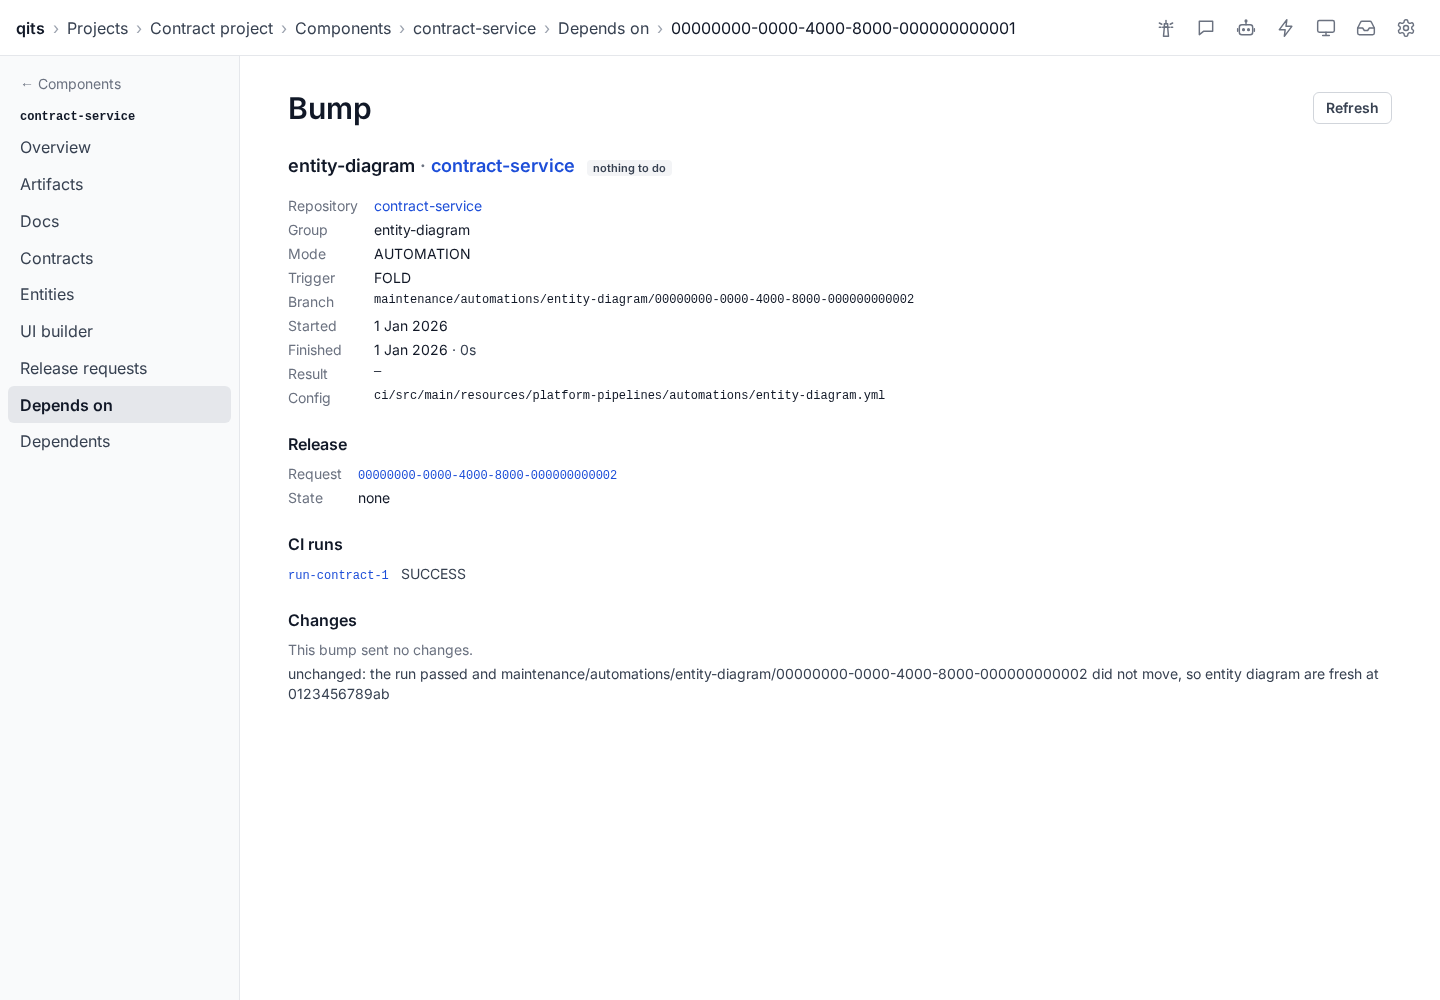 qits › Projects › Contract project › Components › contract-service › Depends on › 00000000-0000-4000-8000-000000000001
← Components
contract-service
Overview
Artifacts
Docs
Contracts
Entities
UI builder
Release requests
Depends on
Dependents
Bump
Refresh
entity-diagram · contract-service nothing to do
Repository contract-service
Group entity-diagram
Mode AUTOMATION
Trigger FOLD
Branch maintenance/automations/entity-diagram/00000000-0000-4000-8000-000000000002
Started 1 Jan 2026
Finished 1 Jan 2026 · 0s
Result —
Config ci/src/main/resources/platform-pipelines/automations/entity-diagram.yml
Release
Request 00000000-0000-4000-8000-000000000002
State none
CI runs
run-contract-1 SUCCESS
Changes
This bump sent no changes.
unchanged: the run passed and maintenance/automations/entity-diagram/00000000-0000-4000-8000-000000000002 did not move, so entity diagram are fresh at
0123456789ab